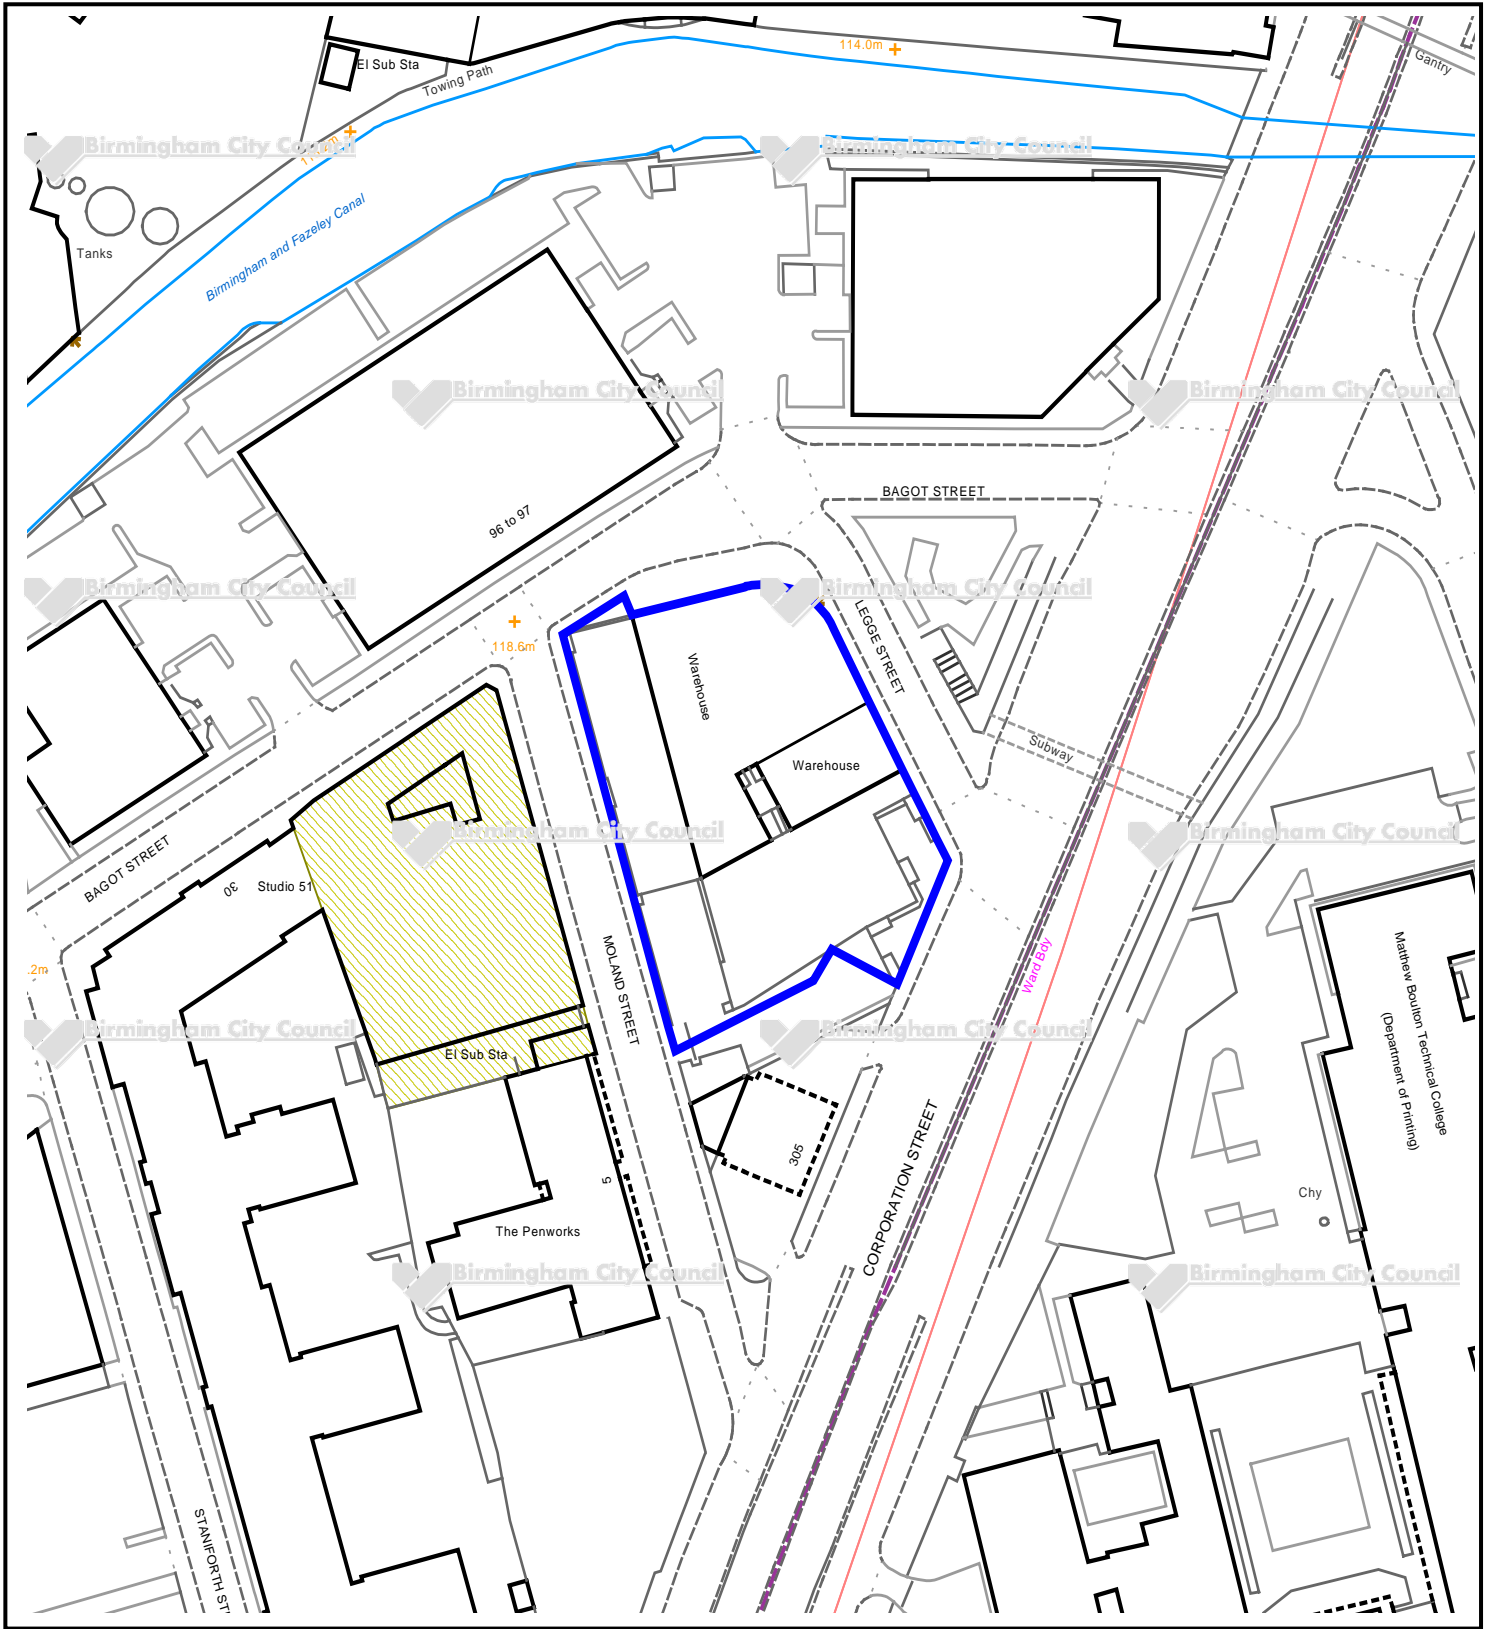 114.0m
Gantry
El Sub Sta
Towing Path
Birmingham City Council
Birmingham City Council
Tanks
Birmingham and Fazeley Canal
Birmingham City Council
Birmingham City Council
BAGOT STREET
96 to 97
Birmingham City Council
Birmingham City Council
118.6m
LEGGE STREET
Warehouse
Subway
Warehouse
Birmingham City Council
Birmingham City Council
BAGOT STREET
30
Studio 51
.2m
MOLAND STREET
Ward Bdy
Matthew Boulton Technical College
(Department of Printing)
Birmingham City Council
Birmingham City Council
El Sub Sta
305
5
CORPORATION STREET
Chy
The Penworks
Birmingham City Council
Birmingham City Council
STANIFORTH ST